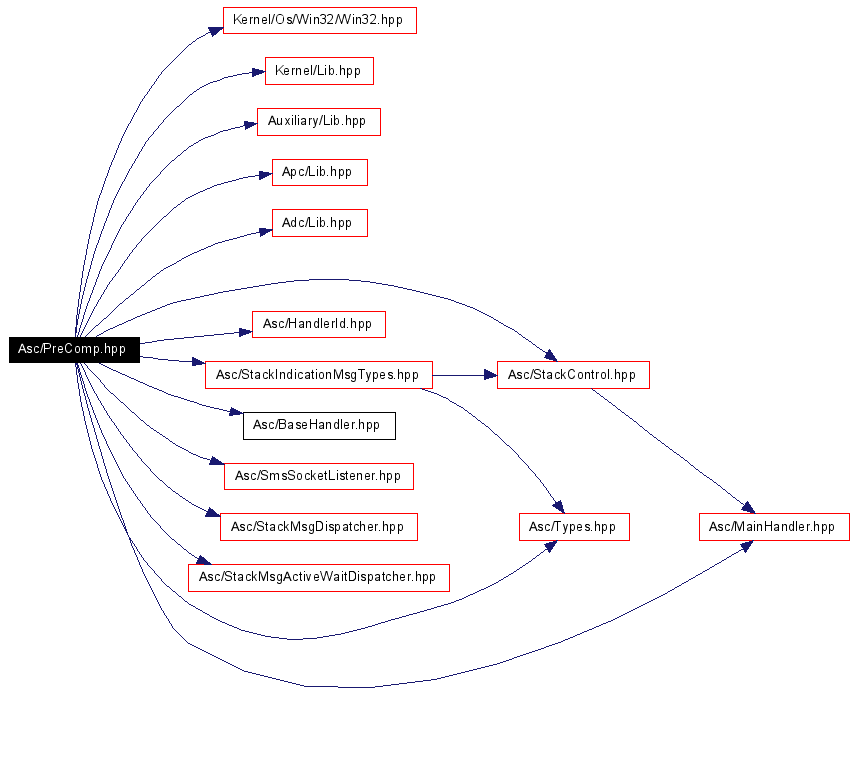 Kernel/Os/Win32/Win32.hpp
Kernel/Lib.hpp
Auxiliary/Lib.hpp
Apc/Lib.hpp
Adc/Lib.hpp
Asc/HandlerId.hpp
Asc/PreComp.hpp
Asc/StackIndicationMsgTypes.hpp
Asc/StackControl.hpp
Asc/BaseHandler.hpp
Asc/SmsSocketListener.hpp
Asc/StackMsgDispatcher.hpp
Asc/Types.hpp
Asc/MainHandler.hpp
Asc/StackMsgActiveWaitDispatcher.hpp